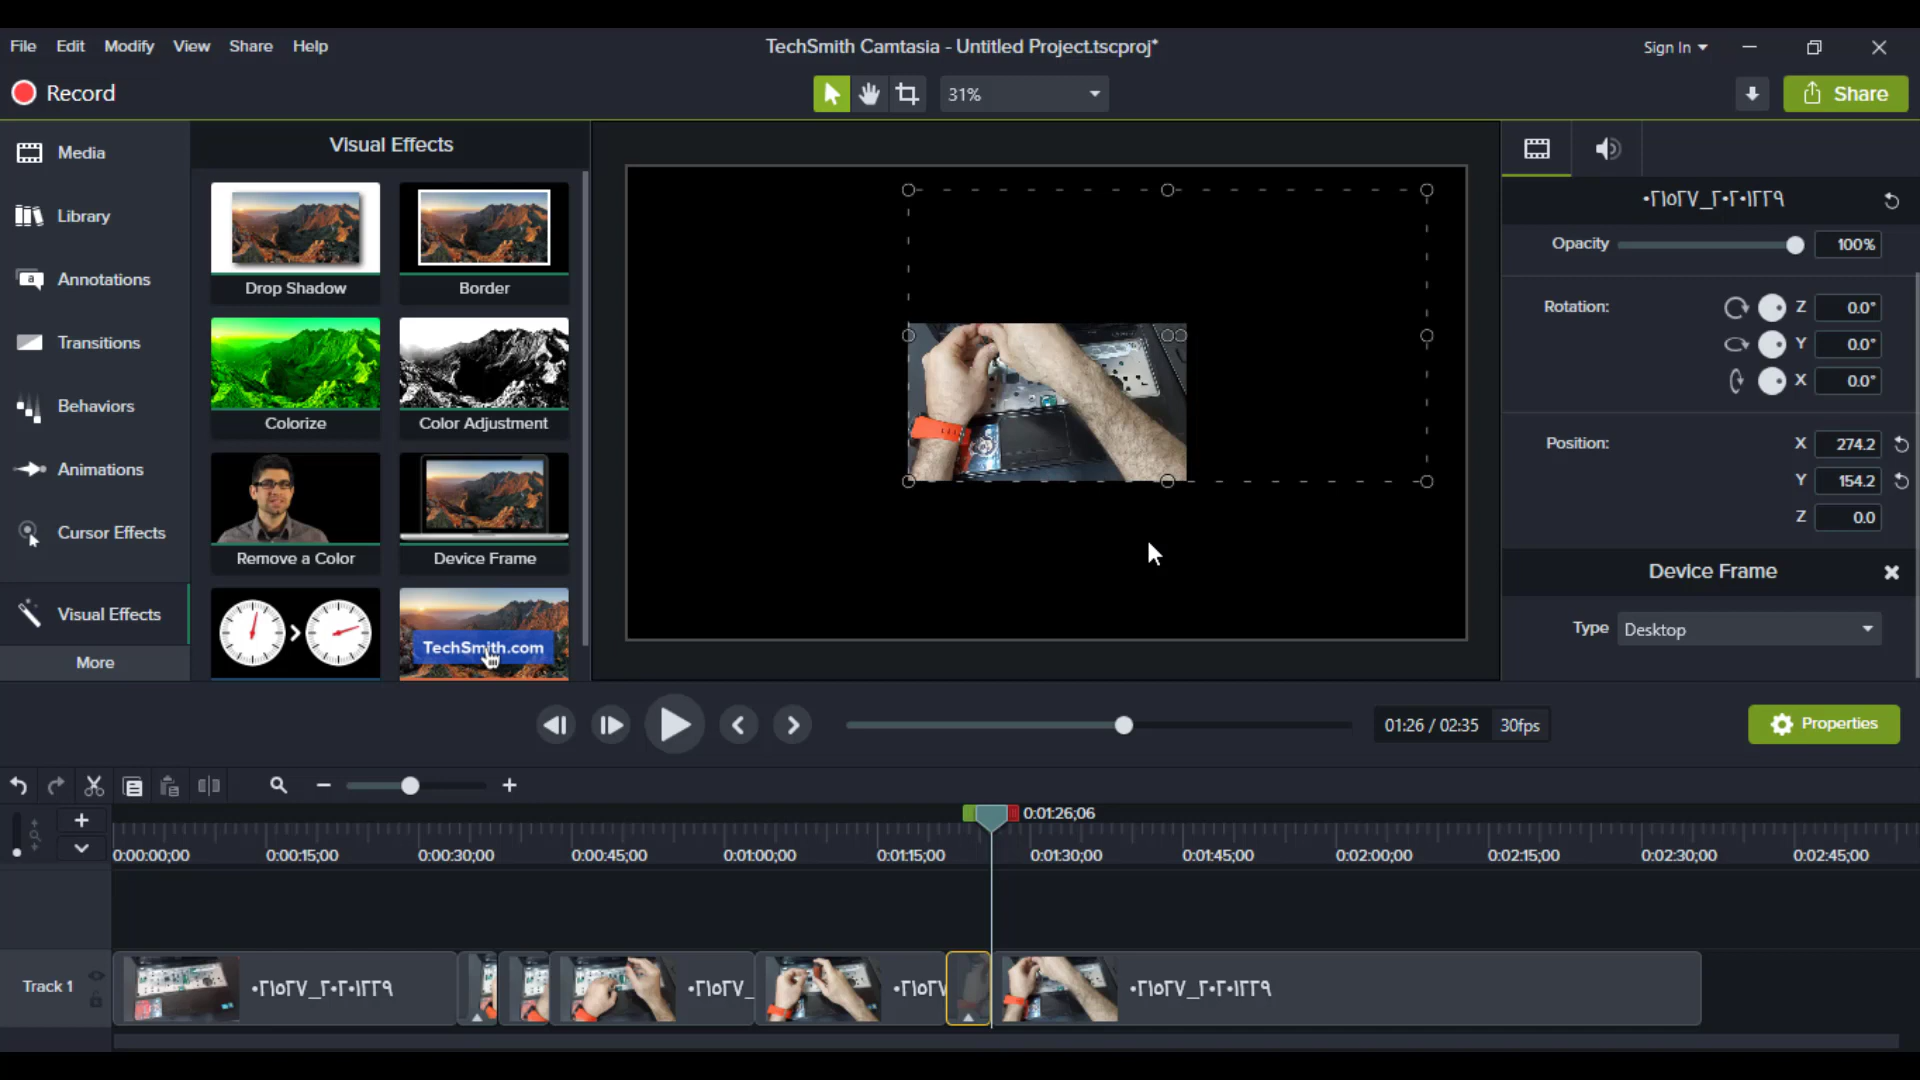 File Edit Modify View Share Help
TechSmith Camtasia - Untitled Project.tscproj*
Sign In
Record
31%
Share
Media
Library
Annotations
Transitions
Behaviors
Animations
Cursor Effects
Visual Effects
More
Visual Effects
Drop Shadow
Border
Colorize
Color Adjustment
Remove a Color
Device Frame
TechSmith.com
Opacity 100%
Rotation: Z 0.0°
Y 0.0°
X 0.0°
Position: X 274.2
Y 154.2
Z 0.0
Device Frame
Type Desktop
01:26 / 02:35 30fps
Properties
0:01:26;06
0:00:00;00 0:00:15;00 0:00:30;00 0:00:45;00 0:01:00;00 0:01:15;00 0:01:30;00 0:01:45;00 0:02:00;00 0:02:15;00 0:02:30;00 0:02:45;00
Track 1